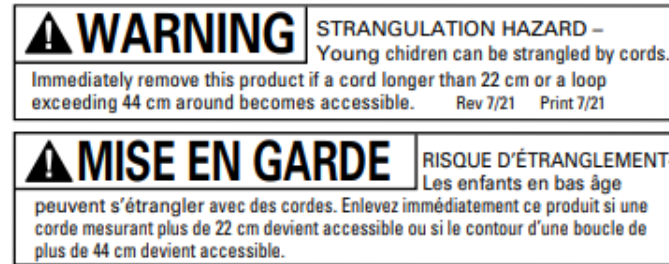 WARNING
STRANGULATION HAZARD –
Young chidren can be strangled by cords.
Immediately remove this product if a cord longer than 22 cm or a loop
exceeding 44 cm around becomes accessible. Rev 7/21 Print 7/21
MISE EN GARDE
RISQUE D'ÉTRANGLEMENT-
Les enfants en bas âge
peuvent s'étrangler avec des cordes. Enlevez immédiatement ce produit si une
corde mesurant plus de 22 cm devient accessible ou si le contour d'une boucle de
plus de 44 cm devient accessible.